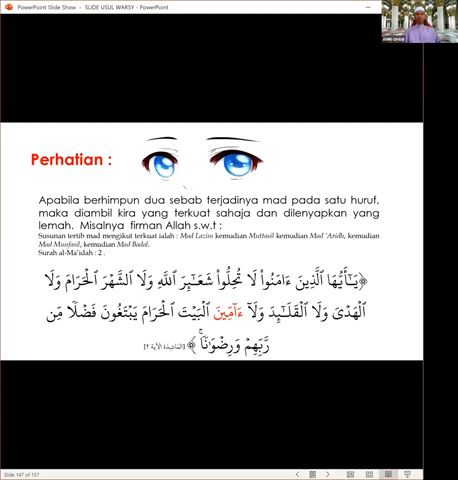 PowerPoint Slide Show - SLIDE USUL WARSY - PowerPoint
Perhatian :
Apabila berhimpun dua sebab terjadinya mad pada satu huruf,
maka diambil kira yang terkuat sahaja dan dilenyapkan yang
lemah. Misalnya firman Allah s.w.t :
Susunan tertib mad mengikut terkuat ialah : Mad Lazim kemudian Muttasil kemudian Mad 'Aridh, kemudian
Mad Munfasil, kemudian Mad Badal.
Surah al-Ma'idah : 2 .
﴿يَـٰٓأَيُّهَا ٱلَّذِينَ ءَامَنُوا۟ لَا تُحِلُّوا۟ شَعَـٰٓئِرَ ٱللَّهِ وَلَا ٱلشَّهْرَ ٱلْحَرَامَ وَلَا
ٱلْهَدْىَ وَلَا ٱلْقَلَـٰٓئِدَ وَلَآ ءَآمِّينَ ٱلْبَيْتَ ٱلْحَرَامَ يَبْتَغُونَ فَضْلًا مِّن
رَّبِّهِمْ وَرِضْوَٰنًا ۚ﴾ [المائدة الآية ٢]
Slide 147 of 157